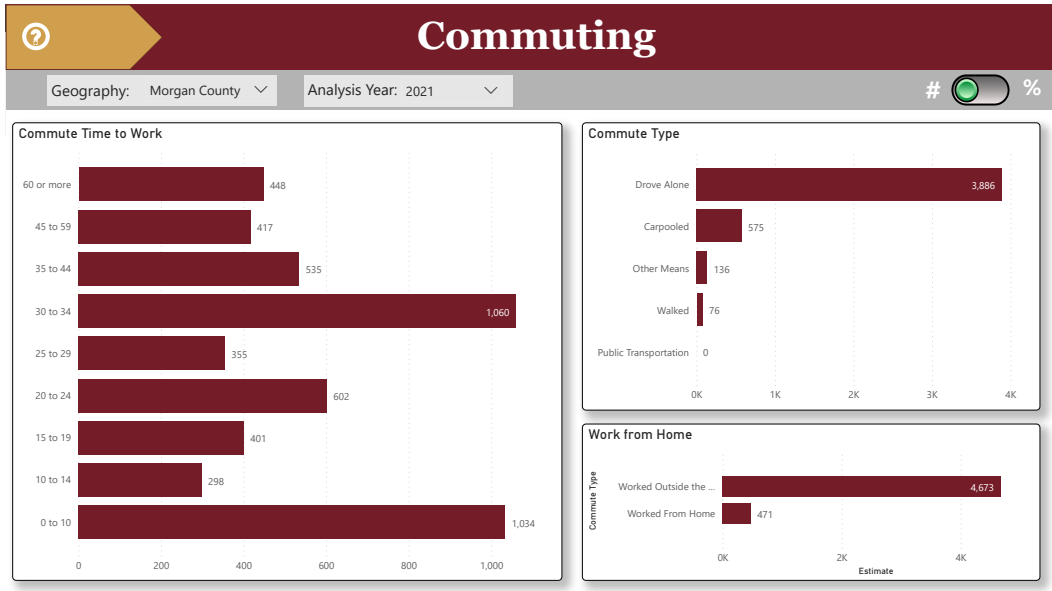 Commuting
Geography: Morgan County
Analysis Year: 2021
# %
Commute Time to Work
60 or more 448
45 to 59 417
35 to 44 535
30 to 34 1,060
25 to 29 355
20 to 24 602
15 to 19 401
10 to 14 298
0 to 10 1,034
0 200 400 600 800 1,000
Commute Type
Drove Alone 3,886
Carpooled 575
Other Means 136
Walked 76
Public Transportation 0
0K 1K 2K 3K 4K
Work from Home
Commute Type
Worked Outside the ... 4,673
Worked From Home 471
0K 2K 4K
Estimate